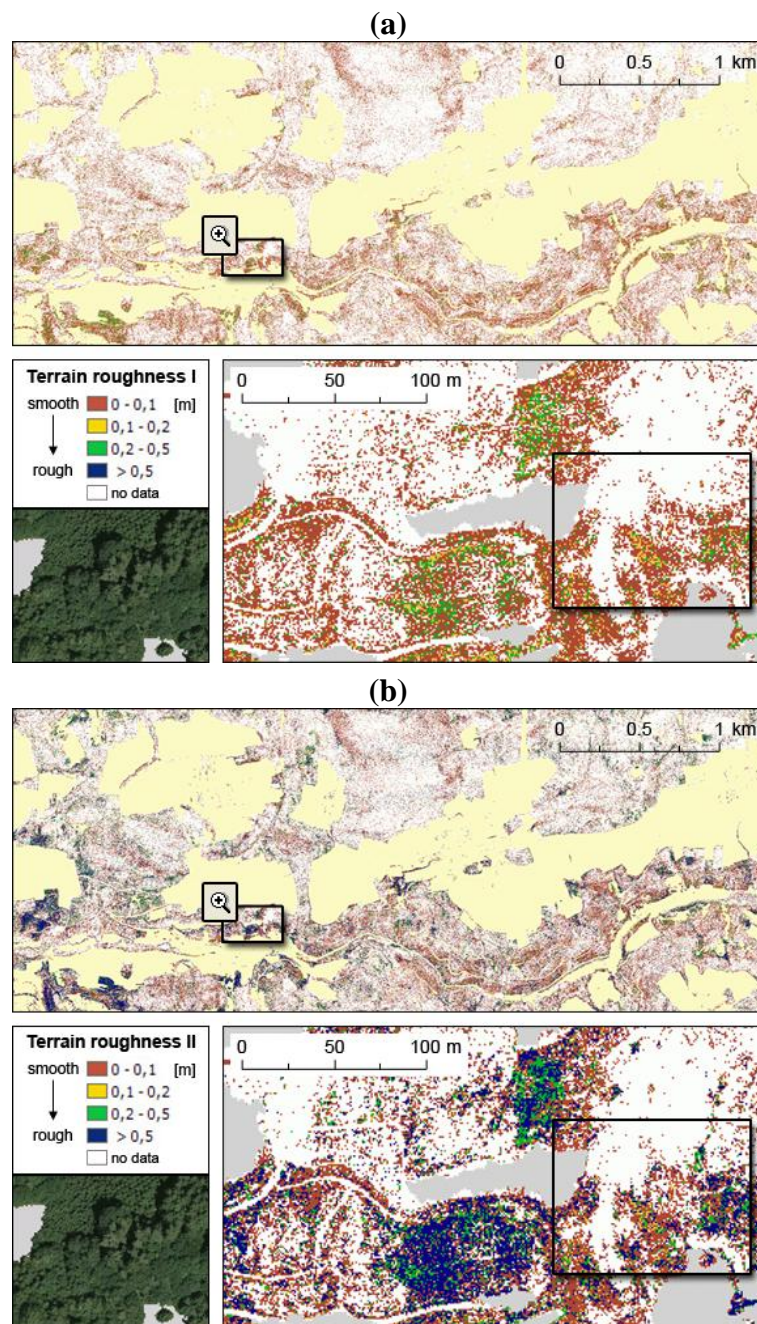 (a)
0 0.5 1 km
Terrain roughness I
smooth 0 - 0,1 [m]
0,1 - 0,2
0,2 - 0,5
rough > 0,5
no data
0 50 100 m
(b)
0 0.5 1 km
Terrain roughness II
smooth 0 - 0,1 [m]
0,1 - 0,2
0,2 - 0,5
rough > 0,5
no data
0 50 100 m